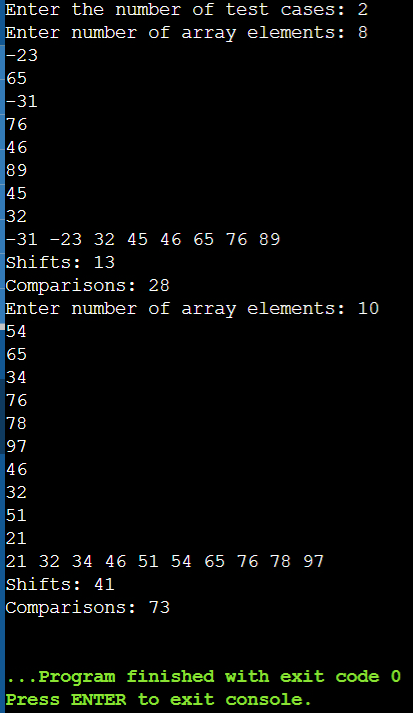 Enter the number of test cases: 2
Enter number of array elements: 8
-23
65
-31
76
46
89
45
32
-31 -23 32 45 46 65 76 89
Shifts: 13
Comparisons: 28
Enter number of array elements: 10
54
65
34
76
78
97
46
32
51
21
21 32 34 46 51 54 65 76 78 97
Shifts: 41
Comparisons: 73
...Program finished with exit code 0
Press ENTER to exit console.